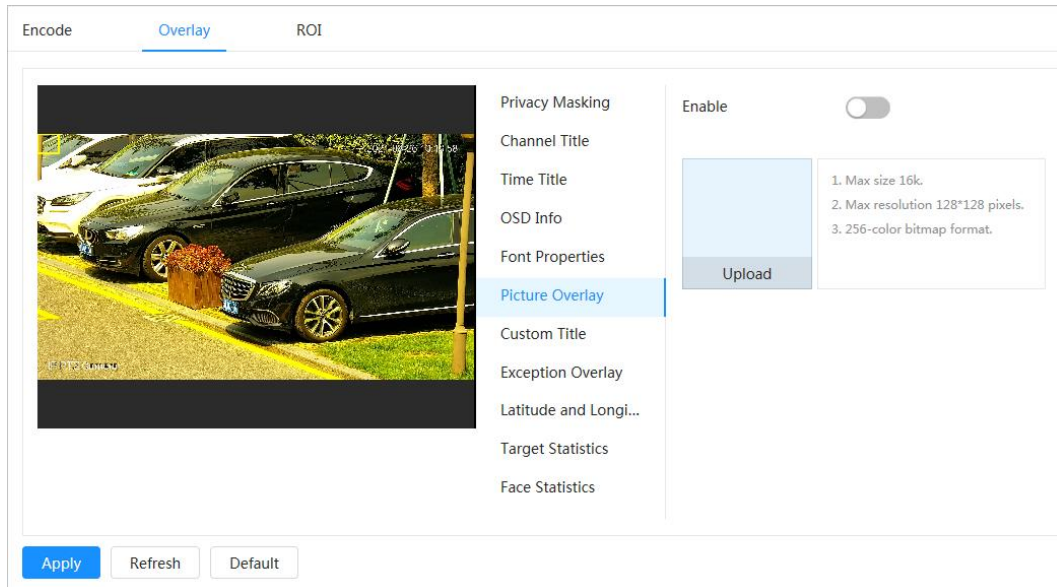 Encode
Overlay
ROI
Privacy Masking
Channel Title
Time Title
OSD Info
Font Properties
Picture Overlay
Custom Title
Exception Overlay
Latitude and Longi...
Target Statistics
Face Statistics
Enable
Upload
1. Max size 16k.
2. Max resolution 128*128 pixels.
3. 256-color bitmap format.
Apply
Refresh
Default